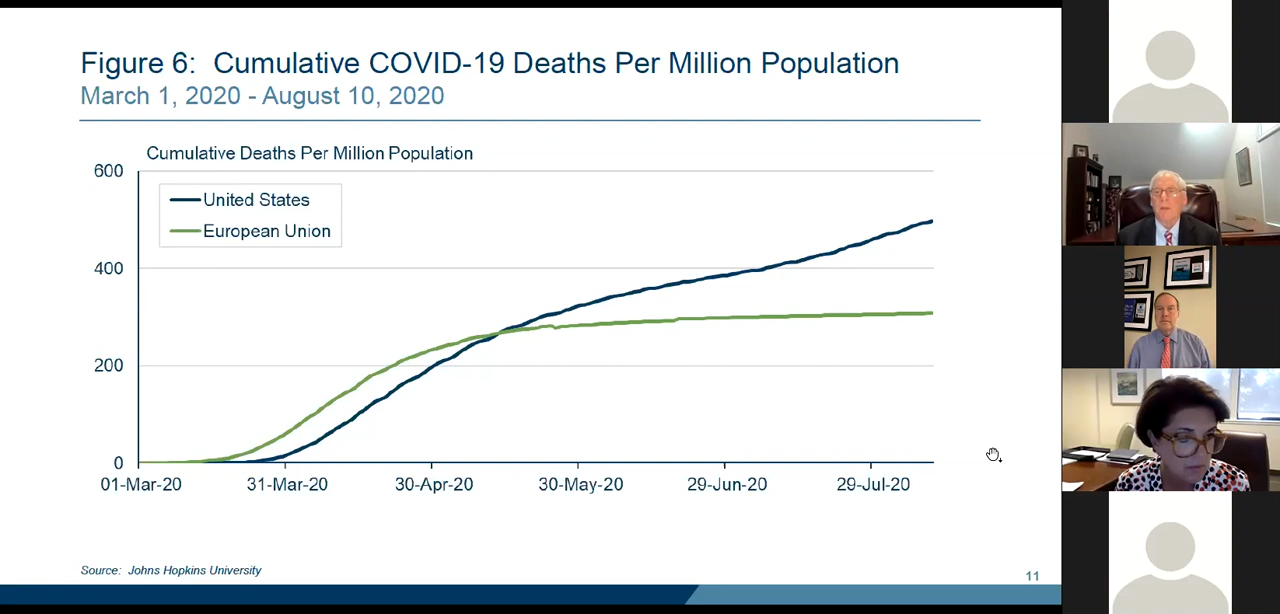 Figure 6: Cumulative COVID-19 Deaths Per Million Population
March 1, 2020 - August 10, 2020
Cumulative Deaths Per Million Population
600
United States
European Union
400
200
0
01-Mar-20 31-Mar-20 30-Apr-20 30-May-20 29-Jun-20 29-Jul-20
Source: Johns Hopkins University
11